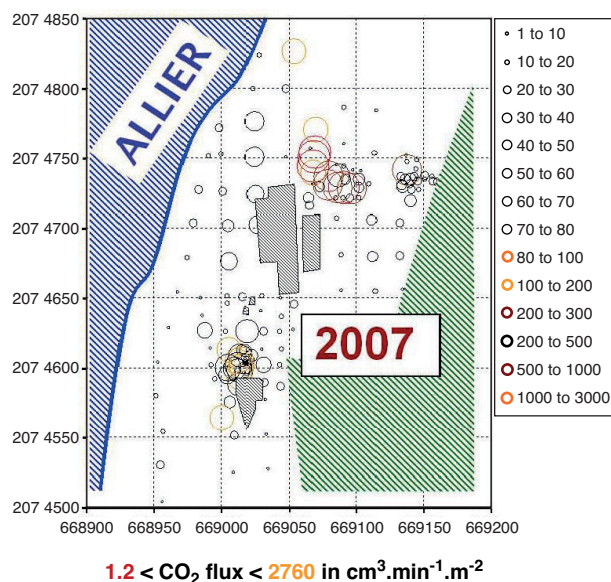 207 4850
207 4800
207 4750
207 4700
207 4650
207 4600
207 4550
207 4500
668900 668950 669000 669050 669100 669150 669200
ALLIER
2007
1 to 10
10 to 20
20 to 30
30 to 40
40 to 50
50 to 60
60 to 70
70 to 80
80 to 100
100 to 200
200 to 300
200 to 500
500 to 1000
1000 to 3000
1.2 < CO₂ flux < 2760 in cm³.min⁻¹.m⁻²